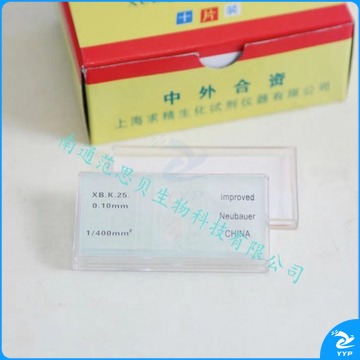 十片装
中外合资
上海求精生化试剂仪器有限公司
XB.K.25.
0.10mm
1/400mm²
Improved
Neubauer
CHINA
南通范思贝生物科技有限公司
YYP